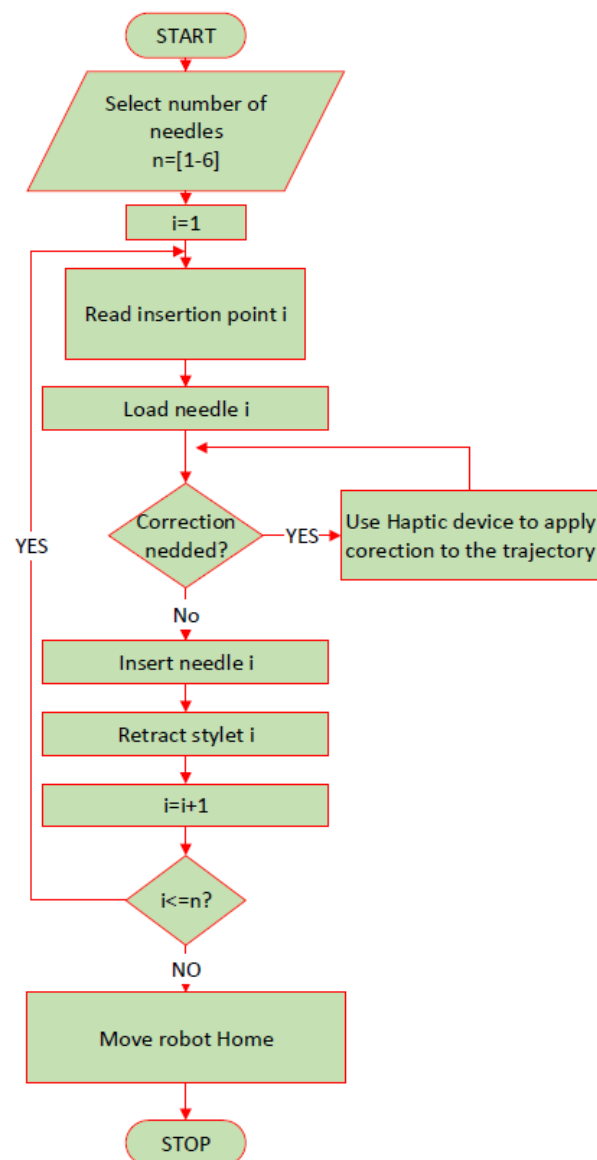 START
Select number of
needles
n=[1-6]
i=1
Read insertion point i
Load needle i
Correction
nedded?
YES
Use Haptic device to apply
corection to the trajectory
YES
No
Insert needle i
Retract stylet i
i=i+1
i<=n?
NO
Move robot Home
STOP